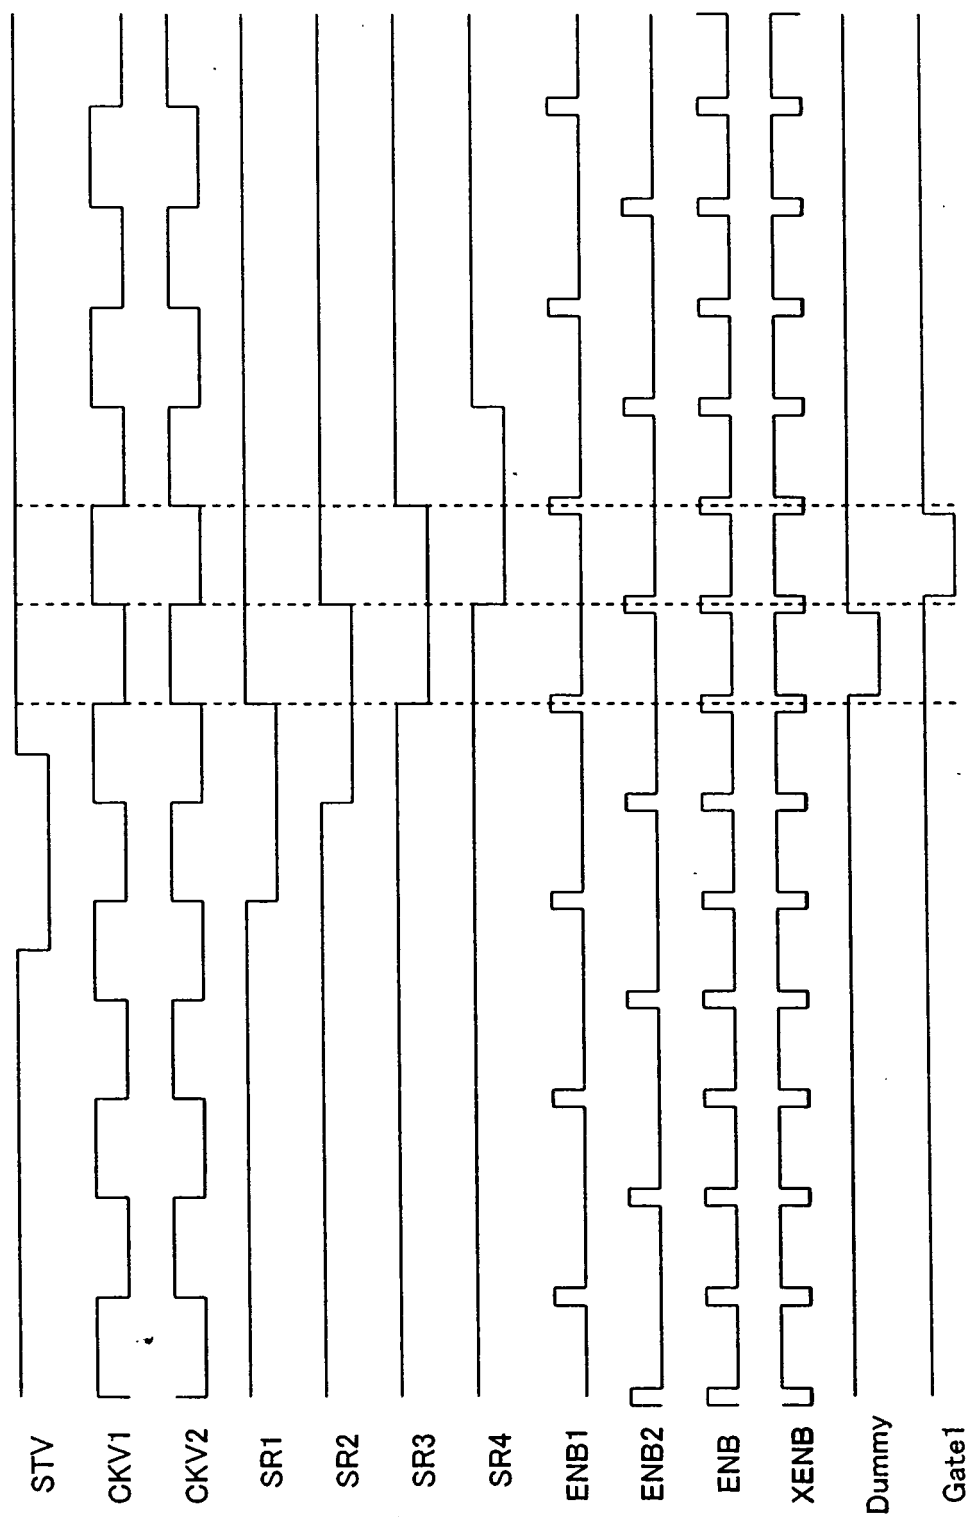 STV
CKV1
CKV2
SR1
SR2
SR3
SR4
ENB1
ENB2
ENB
XENB
Dummy
Gate1